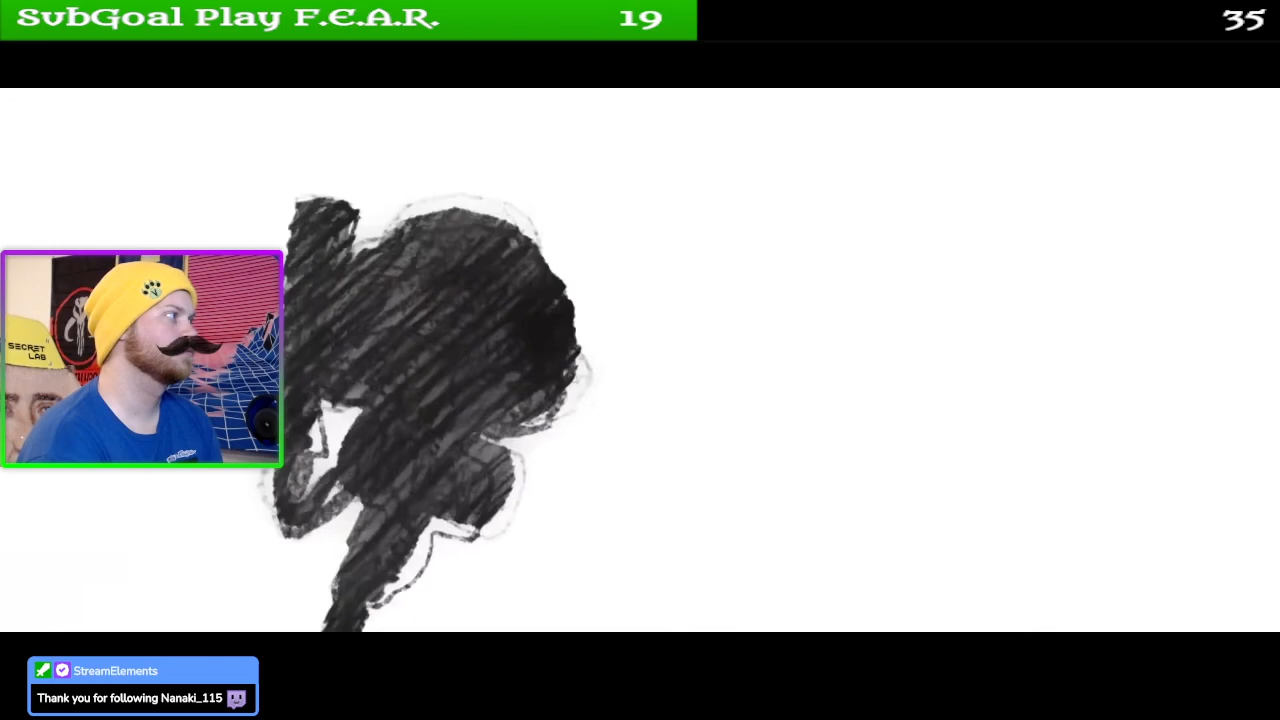 SubGoal Play F.E.A.R. 19 35
SECRET
LAB
StreamElements
Thank you for following Nanaki_115